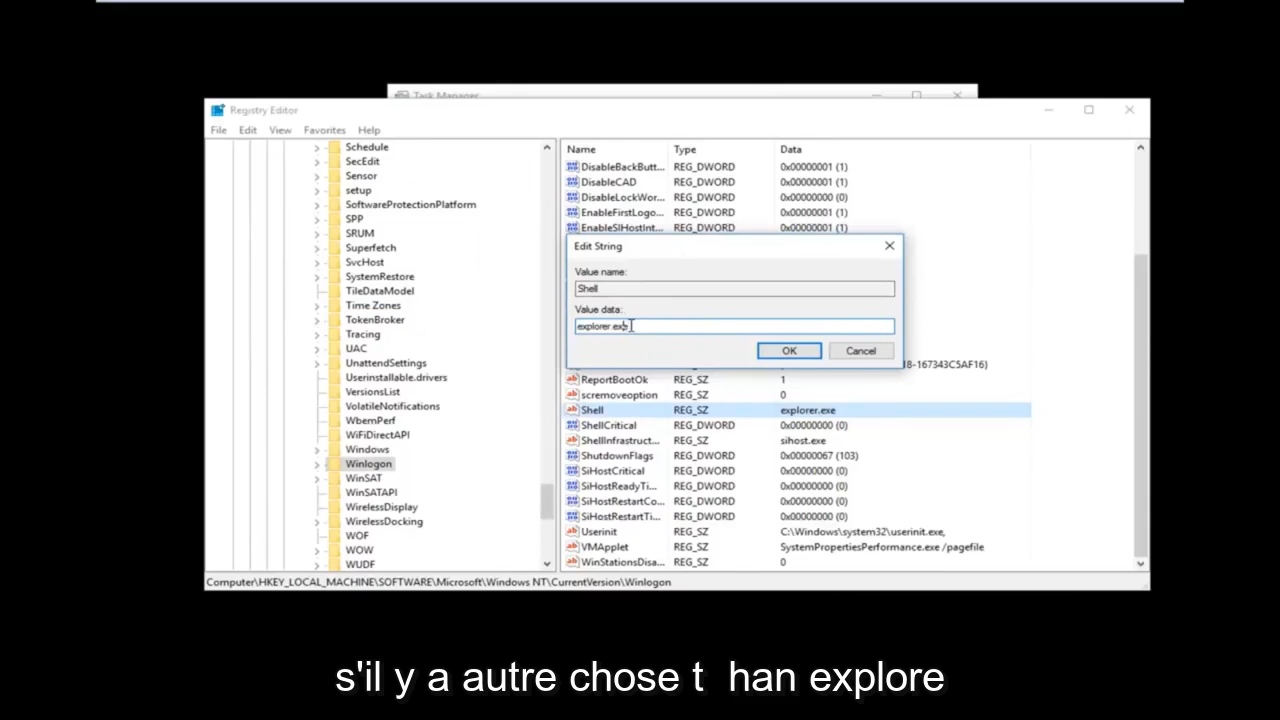 Task Manager
Registry Editor
File Edit View Favorites Help
Schedule
SecEdit
Sensor
setup
SoftwareProtectionPlatform
SPP
SRUM
Superfetch
SvcHost
SystemRestore
TileDataModel
Time Zones
TokenBroker
Tracing
UAC
UnattendSettings
Userinstallable.drivers
VersionsList
VolatileNotifications
WbemPerf
WiFiDirectAPI
Windows
Winlogon
WinSAT
WinSATAPI
WirelessDisplay
WirelessDocking
WOF
WOW
WUDF
Name Type Data
DisableBackButt... REG_DWORD 0x00000001 (1)
DisableCAD REG_DWORD 0x00000001 (1)
DisableLockWor... REG_DWORD 0x00000000 (0)
EnableFirstLogo... REG_DWORD 0x00000001 (1)
EnableSIHostInt... REG_DWORD 0x00000001 (1)
Edit String
Value name:
Shell
Value data:
explorer.exe
OK Cancel
18-167343C5AF16)
ReportBootOk REG_SZ 1
scremoveoption REG_SZ 0
Shell REG_SZ explorer.exe
ShellCritical REG_DWORD 0x00000000 (0)
ShellInfrastruct... REG_SZ sihost.exe
ShutdownFlags REG_DWORD 0x00000067 (103)
SiHostCritical REG_DWORD 0x00000000 (0)
SiHostReadyTi... REG_DWORD 0x00000000 (0)
SiHostRestartCo... REG_DWORD 0x00000000 (0)
SiHostRestartTi... REG_DWORD 0x00000000 (0)
Userinit REG_SZ C:\Windows\system32\userinit.exe,
VMApplet REG_SZ SystemPropertiesPerformance.exe /pagefile
WinStationsDisa... REG_SZ 0
Computer\HKEY_LOCAL_MACHINE\SOFTWARE\Microsoft\Windows NT\CurrentVersion\Winlogon
s'il y a autre chose t han explore